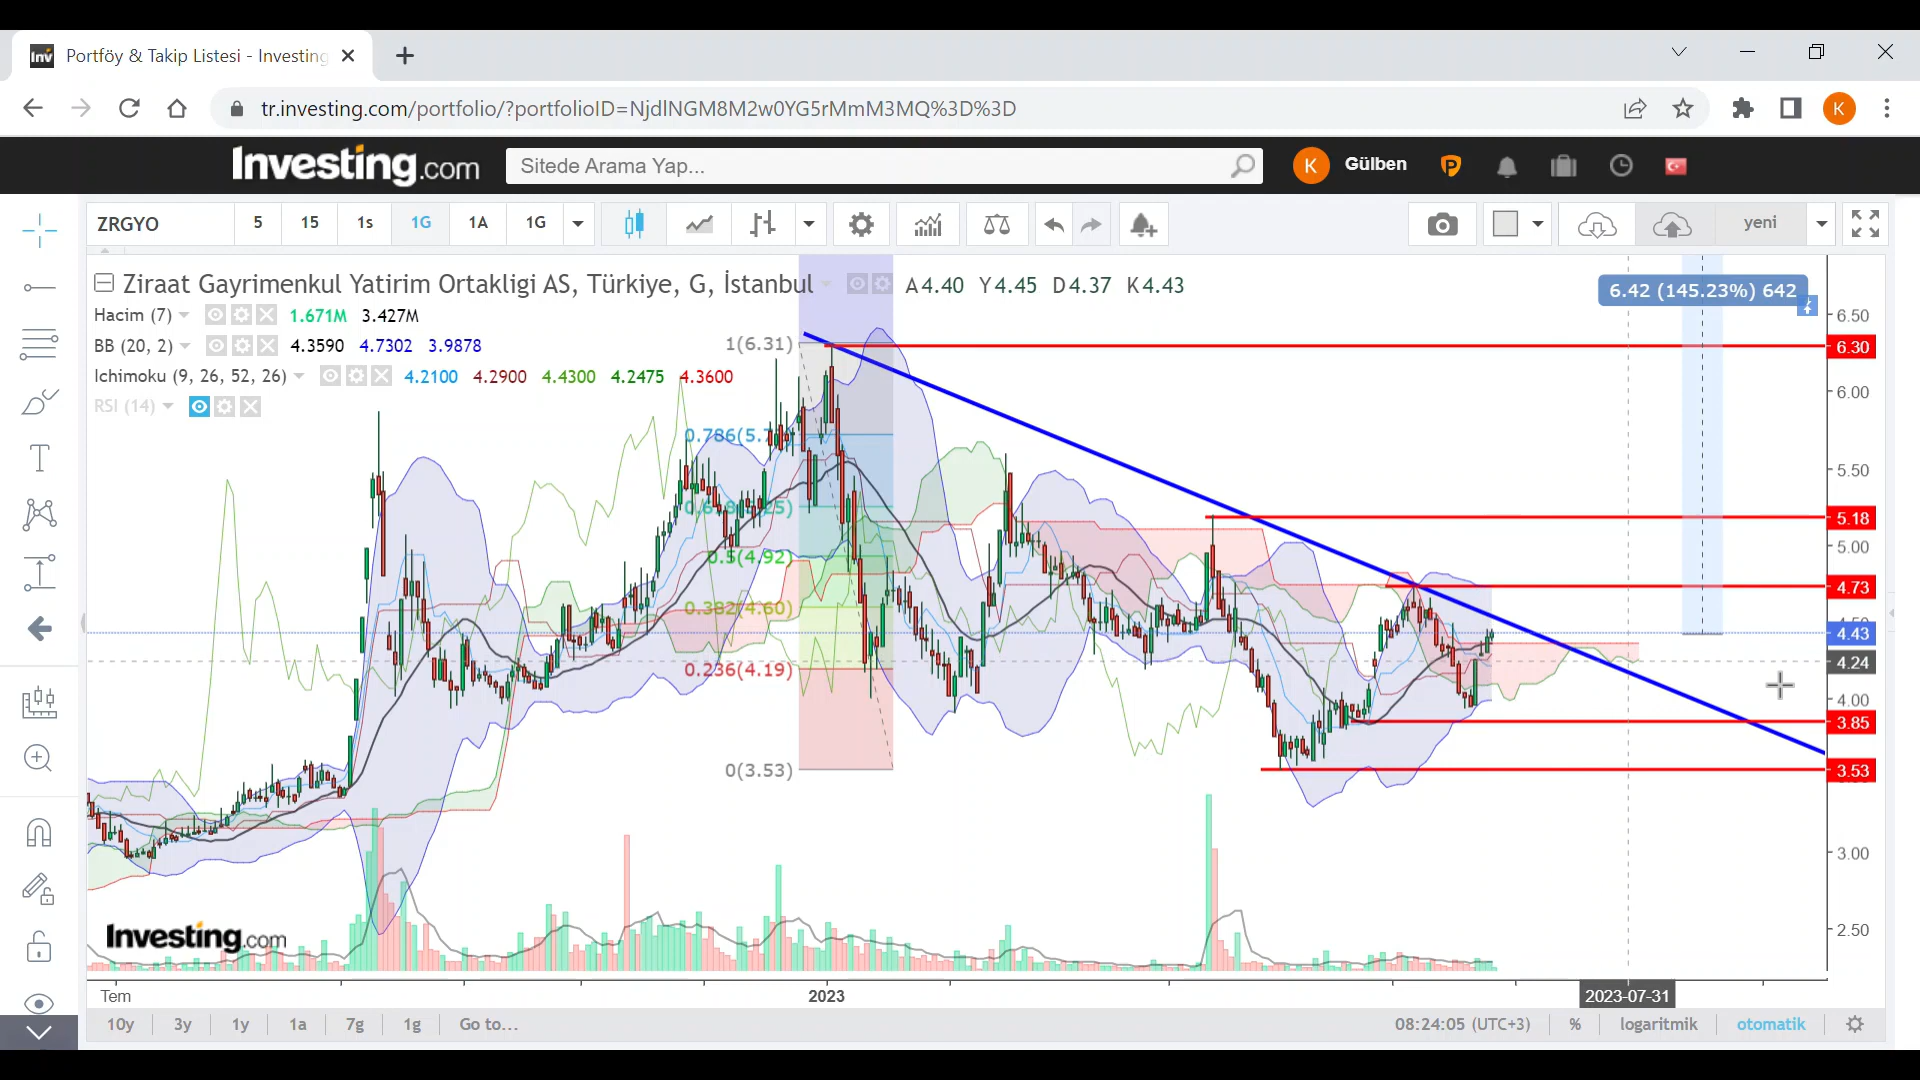 Portföy & Takip Listesi - Investing
tr.investing.com/portfolio/?portfolioID=NjdlNGM8M2w0YG5rMmM3MQ%3D%3D
K
Investing.com
Sitede Arama Yap...
K
Gülben
P
ZRGYO
5
15
1s
1G
1A
1G
yeni
Ziraat Gayrimenkul Yatirim Ortakligi AS, Türkiye, G, İstanbul
A4.40 Y4.45 D4.37 K4.43
6.42 (145.23%) 642
Hacim (7) 1.671M 3.427M
BB (20, 2) 4.3590 4.7302 3.9878
Ichimoku (9, 26, 52, 26) 4.2100 4.2900 4.4300 4.2475 4.3600
RSI (14)
1(6.31)
0.786(5.7
0.5(4.92)
0.382(4.60)
0.236(4.19)
0(3.53)
6.50
6.30
6.00
5.50
5.18
5.00
4.73
4.43
4.24
4.00
3.85
3.53
3.00
2.50
Investing.com
Tem
2023
2023-07-31
10y
3y
1y
1a
7g
1g
Go to...
08:24:05 (UTC+3)
%
logaritmik
otomatik